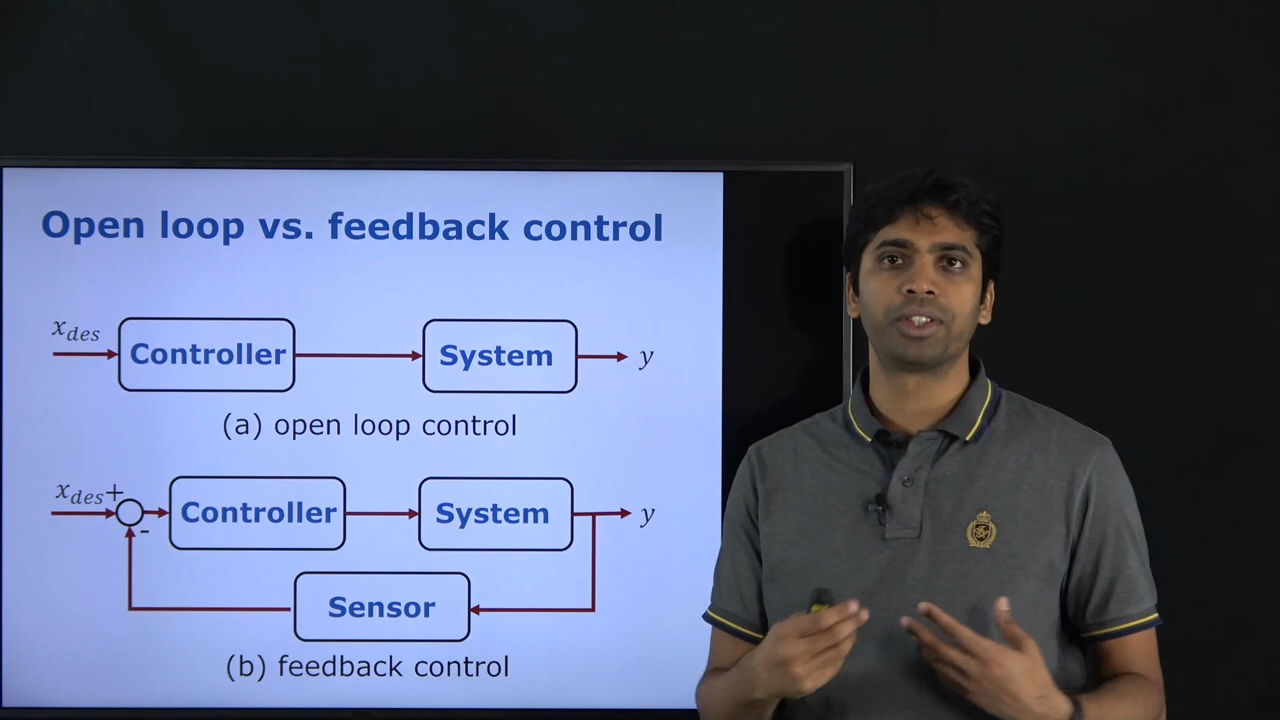 Open loop vs. feedback control
x_des
Controller
System
y
(a) open loop control
x_des +
-
Controller
System
y
Sensor
(b) feedback control